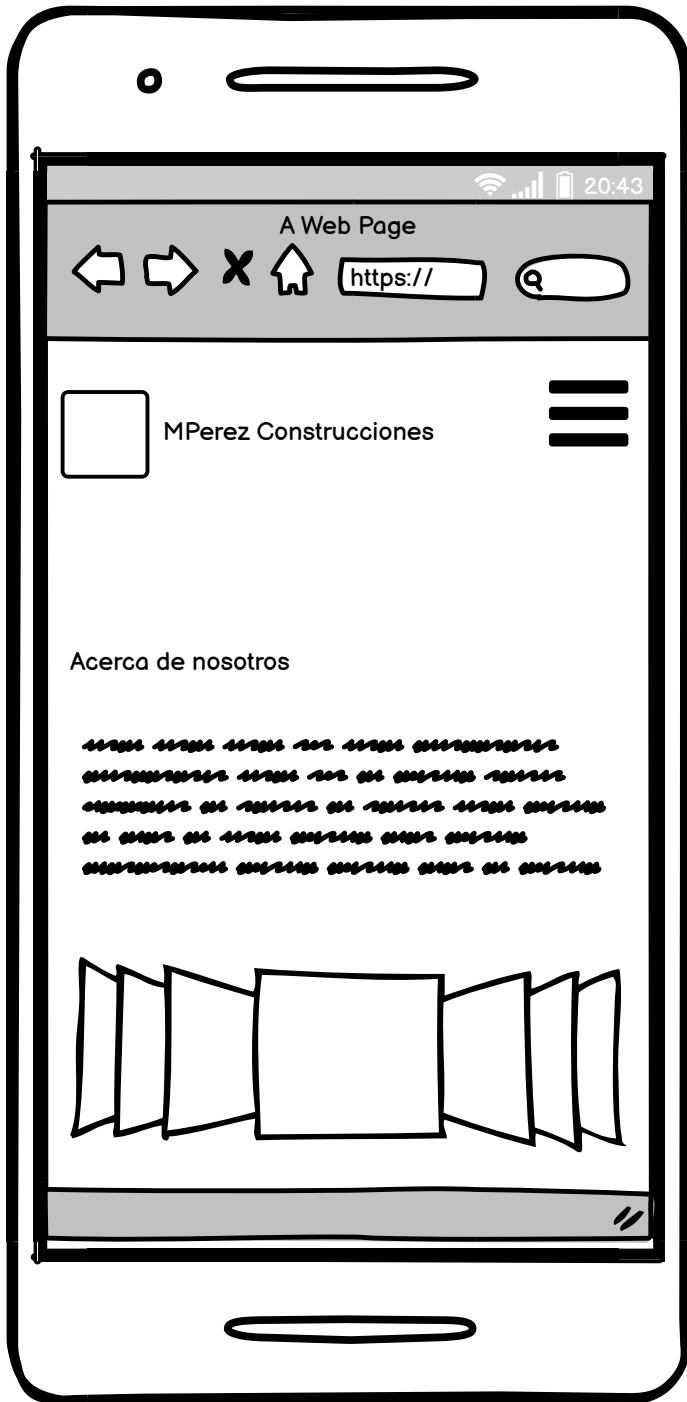 20:43
A Web Page
https://
MPerez Construcciones
Acerca de nosotros